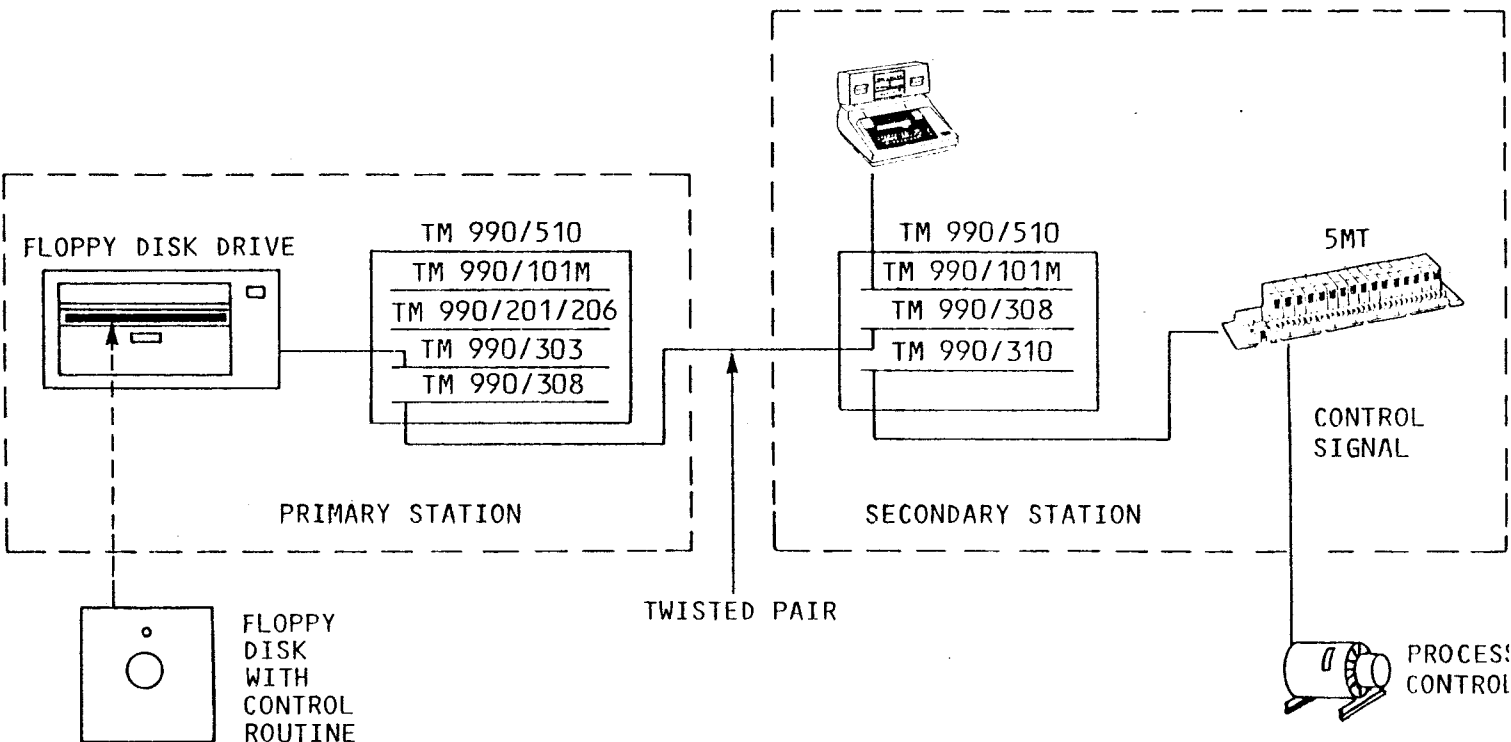 FLOPPY DISK DRIVE
TM 990/510
TM 990/101M
TM 990/201/206
TM 990/303
TM 990/308
PRIMARY STATION
FLOPPY
DISK
WITH
CONTROL
ROUTINE
TWISTED PAIR
TM 990/510
TM 990/101M
TM 990/308
TM 990/310
5MT
CONTROL
SIGNAL
SECONDARY STATION
PROCESS
CONTROL